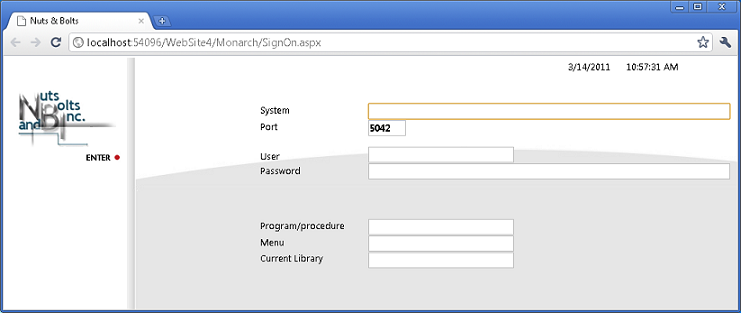 Nuts & Bolts
localhost:54096/WebSite4/Monarch/SignOn.aspx
3/14/2011 10:57:31 AM
Nuts
Bolts
and Inc.
ENTER
System
Port 5042
User
Password
Program/procedure
Menu
Current Library